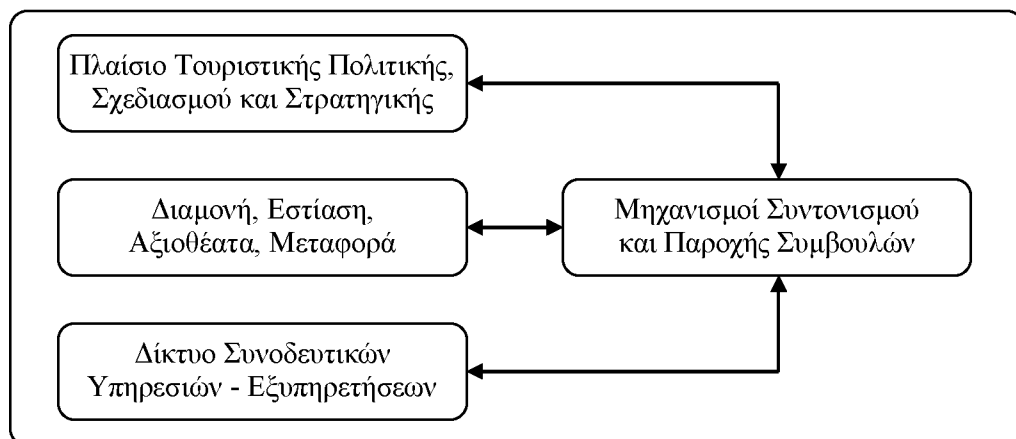 Πλαίσιο Τουριστικής Πολιτικής,
Σχεδιασμού και Στρατηγικής
Διαμονή, Εστίαση,
Αξιοθέατα, Μεταφορά
Μηχανισμοί Συντονισμού
και Παροχής Συμβουλών
Δίκτυο Συνοδευτικών
Υπηρεσιών - Εξυπηρετήσεων